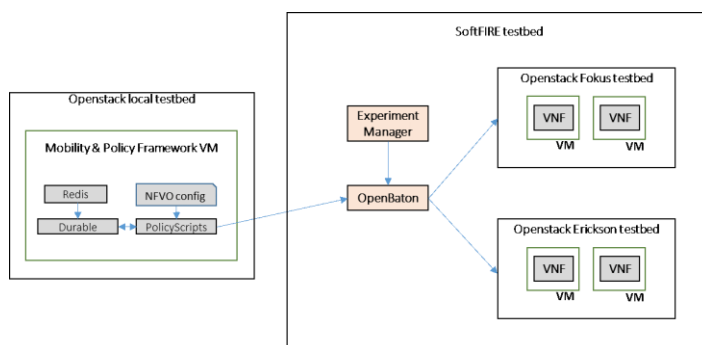 SoftFIRE testbed
Openstack local testbed
Mobility & Policy Framework VM
Redis
NFVO config
Durable
PolicyScripts
Experiment
Manager
OpenBaton
Openstack Fokus testbed
VNF
VM
VNF
VM
Openstack Erickson testbed
VNF
VM
VNF
VM